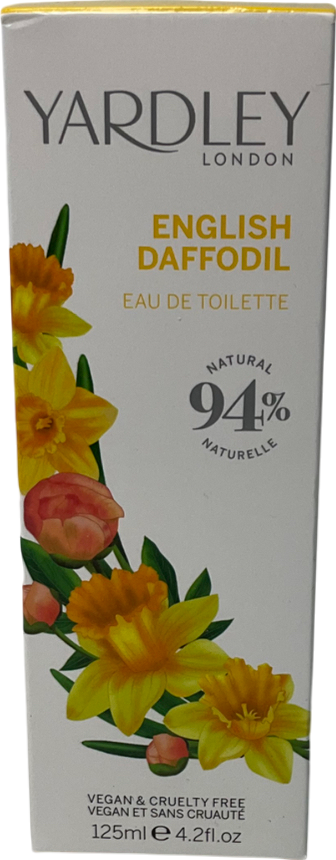 YARDLEY
LONDON
ENGLISH
DAFFODIL
EAU DE TOILETTE
NATURAL
94%
NATURELLE
VEGAN & CRUELTY FREE
VEGAN ET SANS CRUAUTÉ
125ml e 4.2fl.oz